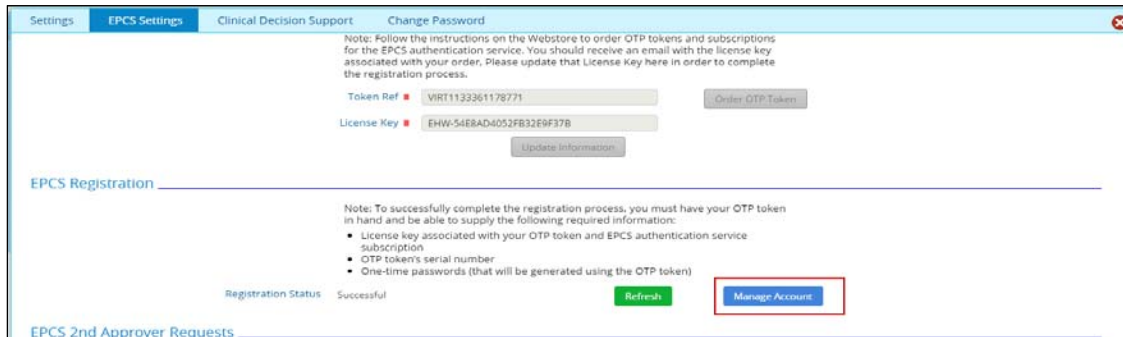 Settings EPCS Settings Clinical Decision Support Change Password
Note: Follow the instructions on the Webstore to order OTP tokens and subscriptions
for the EPCS authentication service. You should receive an email with the license key
associated with your order, Please update that License Key here in order to complete
the registration process.
Token Ref VIRT1133361178771 Order OTP Token
License Key EHW-54E8AD4052FB32E9F37B
Update Information
EPCS Registration
Note: To successfully complete the registration process, you must have your OTP token
in hand and be able to supply the following required information:
• License key associated with your OTP token and EPCS authentication service
subscription
• OTP token's serial number
• One-time passwords (that will be generated using the OTP token)
Registration Status Successful Refresh Manage Account
EPCS 2nd Approver Requests